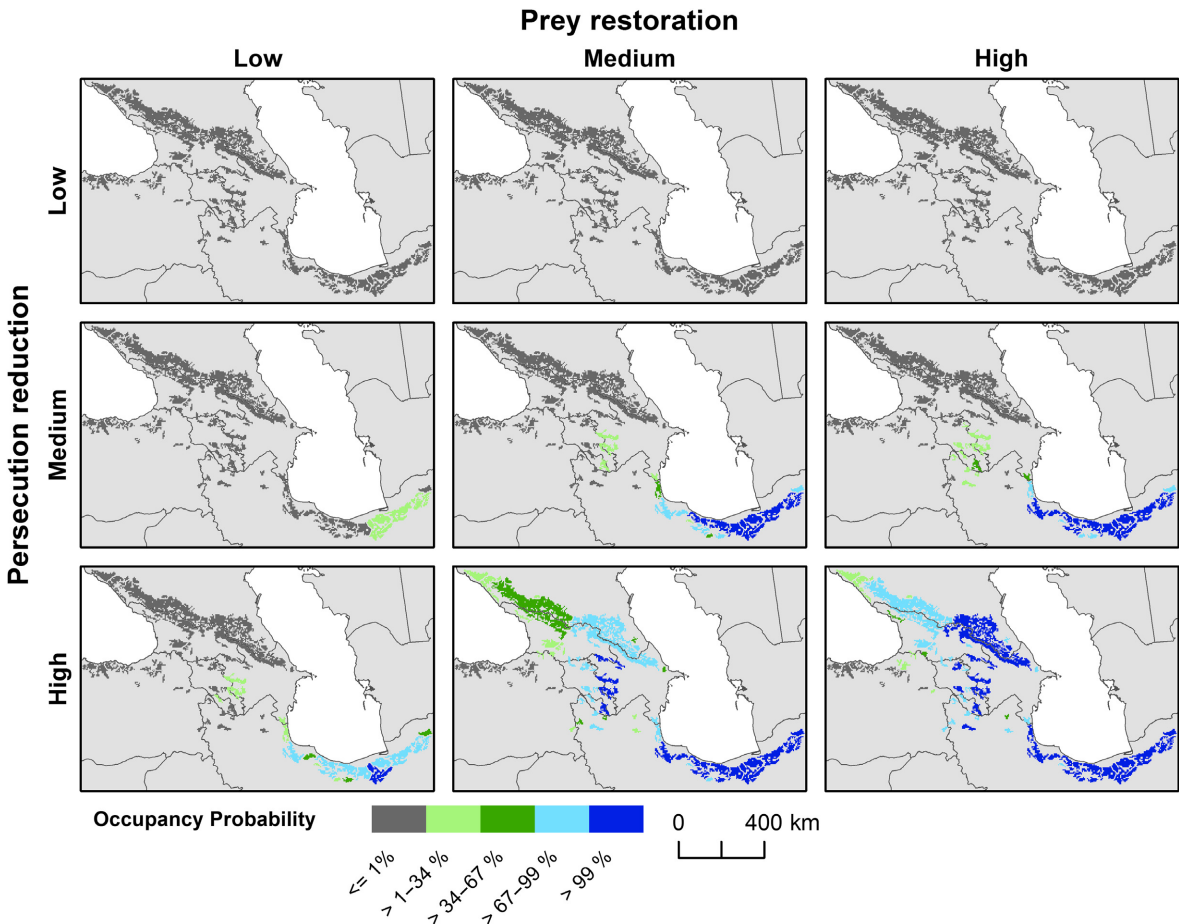 Prey restoration
Low Medium High
Persecution reduction
Low
Medium
High
Occupancy Probability
<= 1%
> 1–34 %
> 34–67 %
> 67–99 %
> 99 %
0 400 km